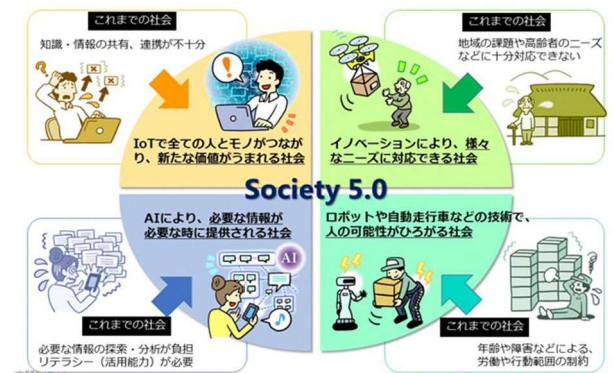 これまでの社会
知識・情報の共有、連携が不十分
IoTで全ての人とモノがつなが
り、新たな価値がうまれる社会
これまでの社会
地域の課題や高齢者のニーズ
などに十分対応できない
イノベーションにより、様々
なニーズに対応できる社会
Society 5.0
AIにより、必要な情報が
必要な時に提供される社会
AI
これまでの社会
必要な情報の探索・分析が負担
リテラシー（活用能力）が必要
ロボットや自動走行車などの技術で、
人の可能性がひろがる社会
これまでの社会
年齢や障害などによる、
労働や行動範囲の制約